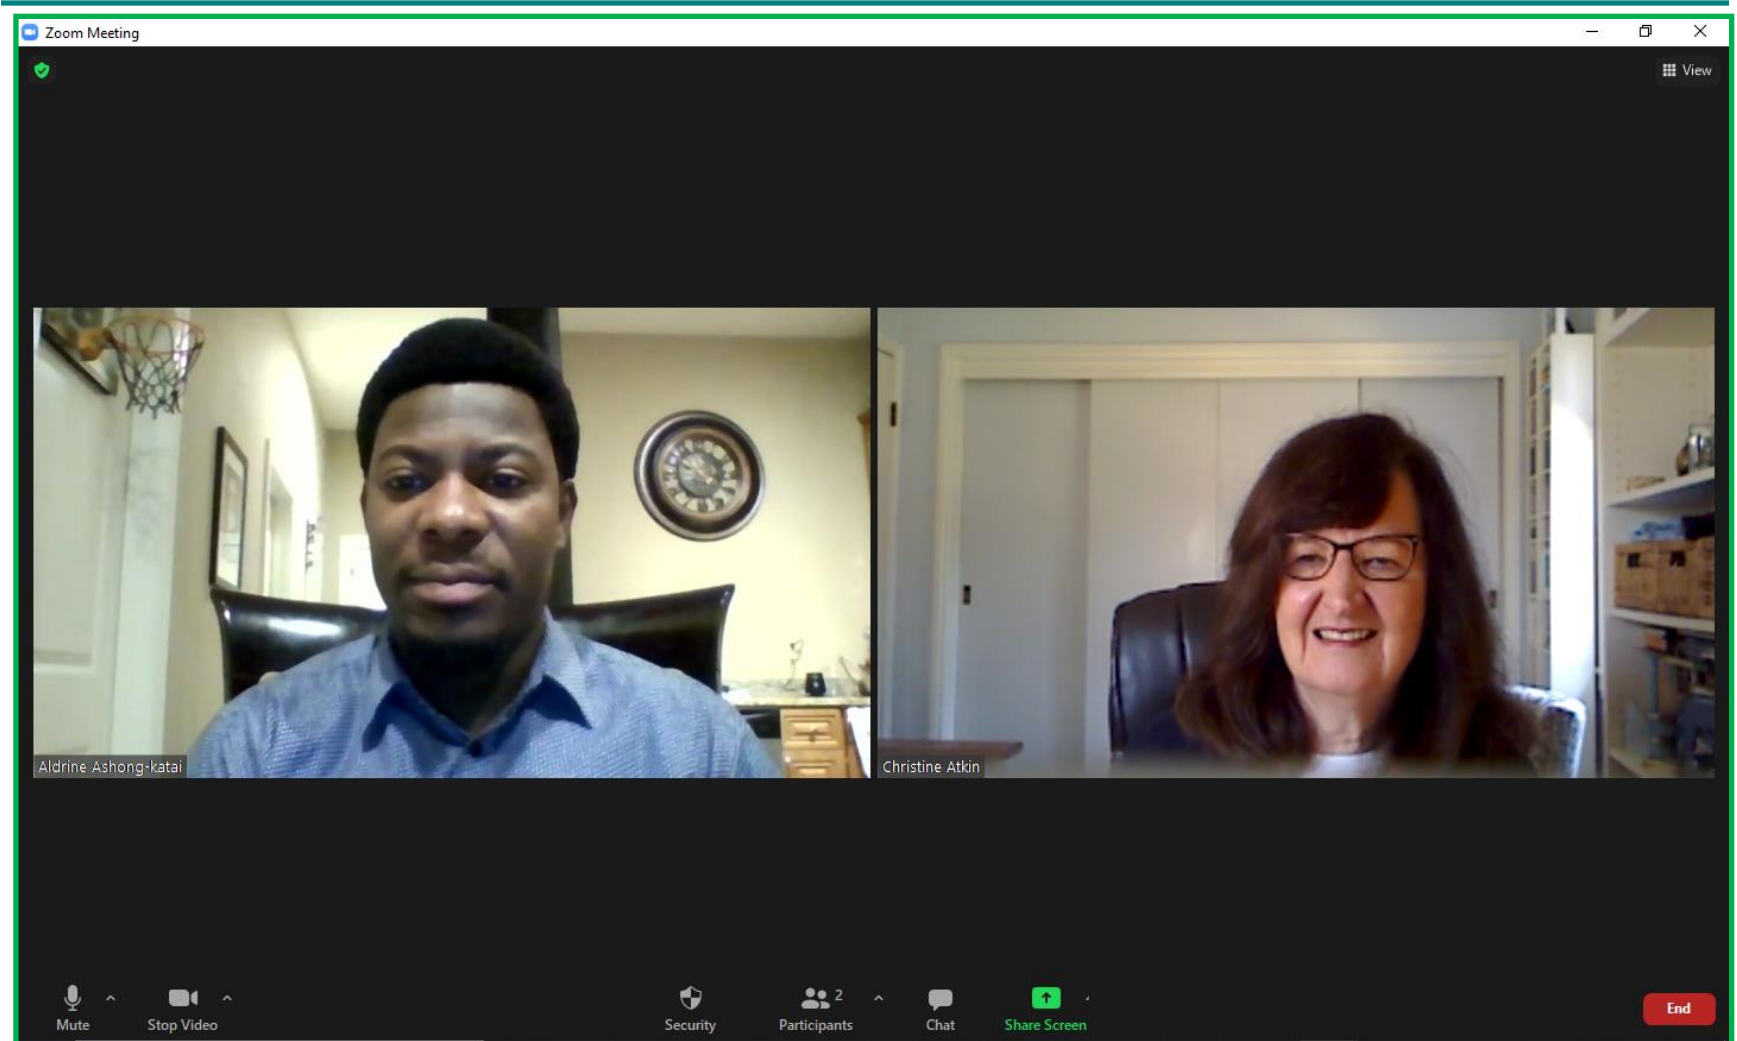 Zoom Meeting
View
Aldrine Ashong-katai
Christine Atkin
2
Mute
Stop Video
Security
Participants
Chat
Share Screen
End